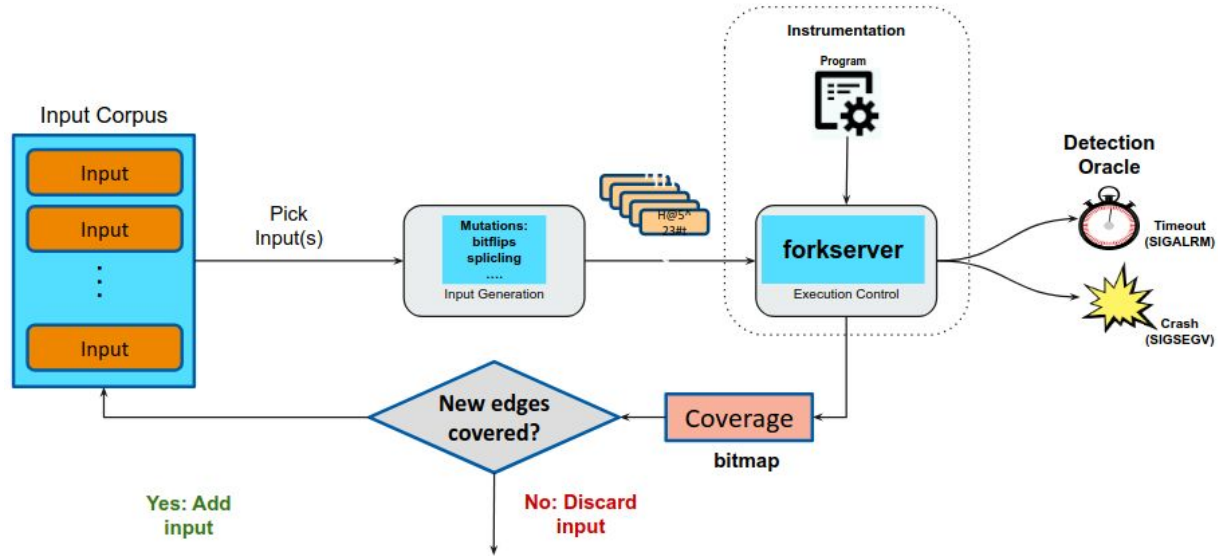 Instrumentation
Program
Input Corpus
Input
Input
Input
Pick
Input(s)
Mutations:
bitflips
splicling
....
Input Generation
H@5^
23#t
forkserver
Execution Control
Detection
Oracle
Timeout
(SIGALRM)
Crash
(SIGSEGV)
New edges
covered?
Coverage
bitmap
Yes: Add
input
No: Discard
input